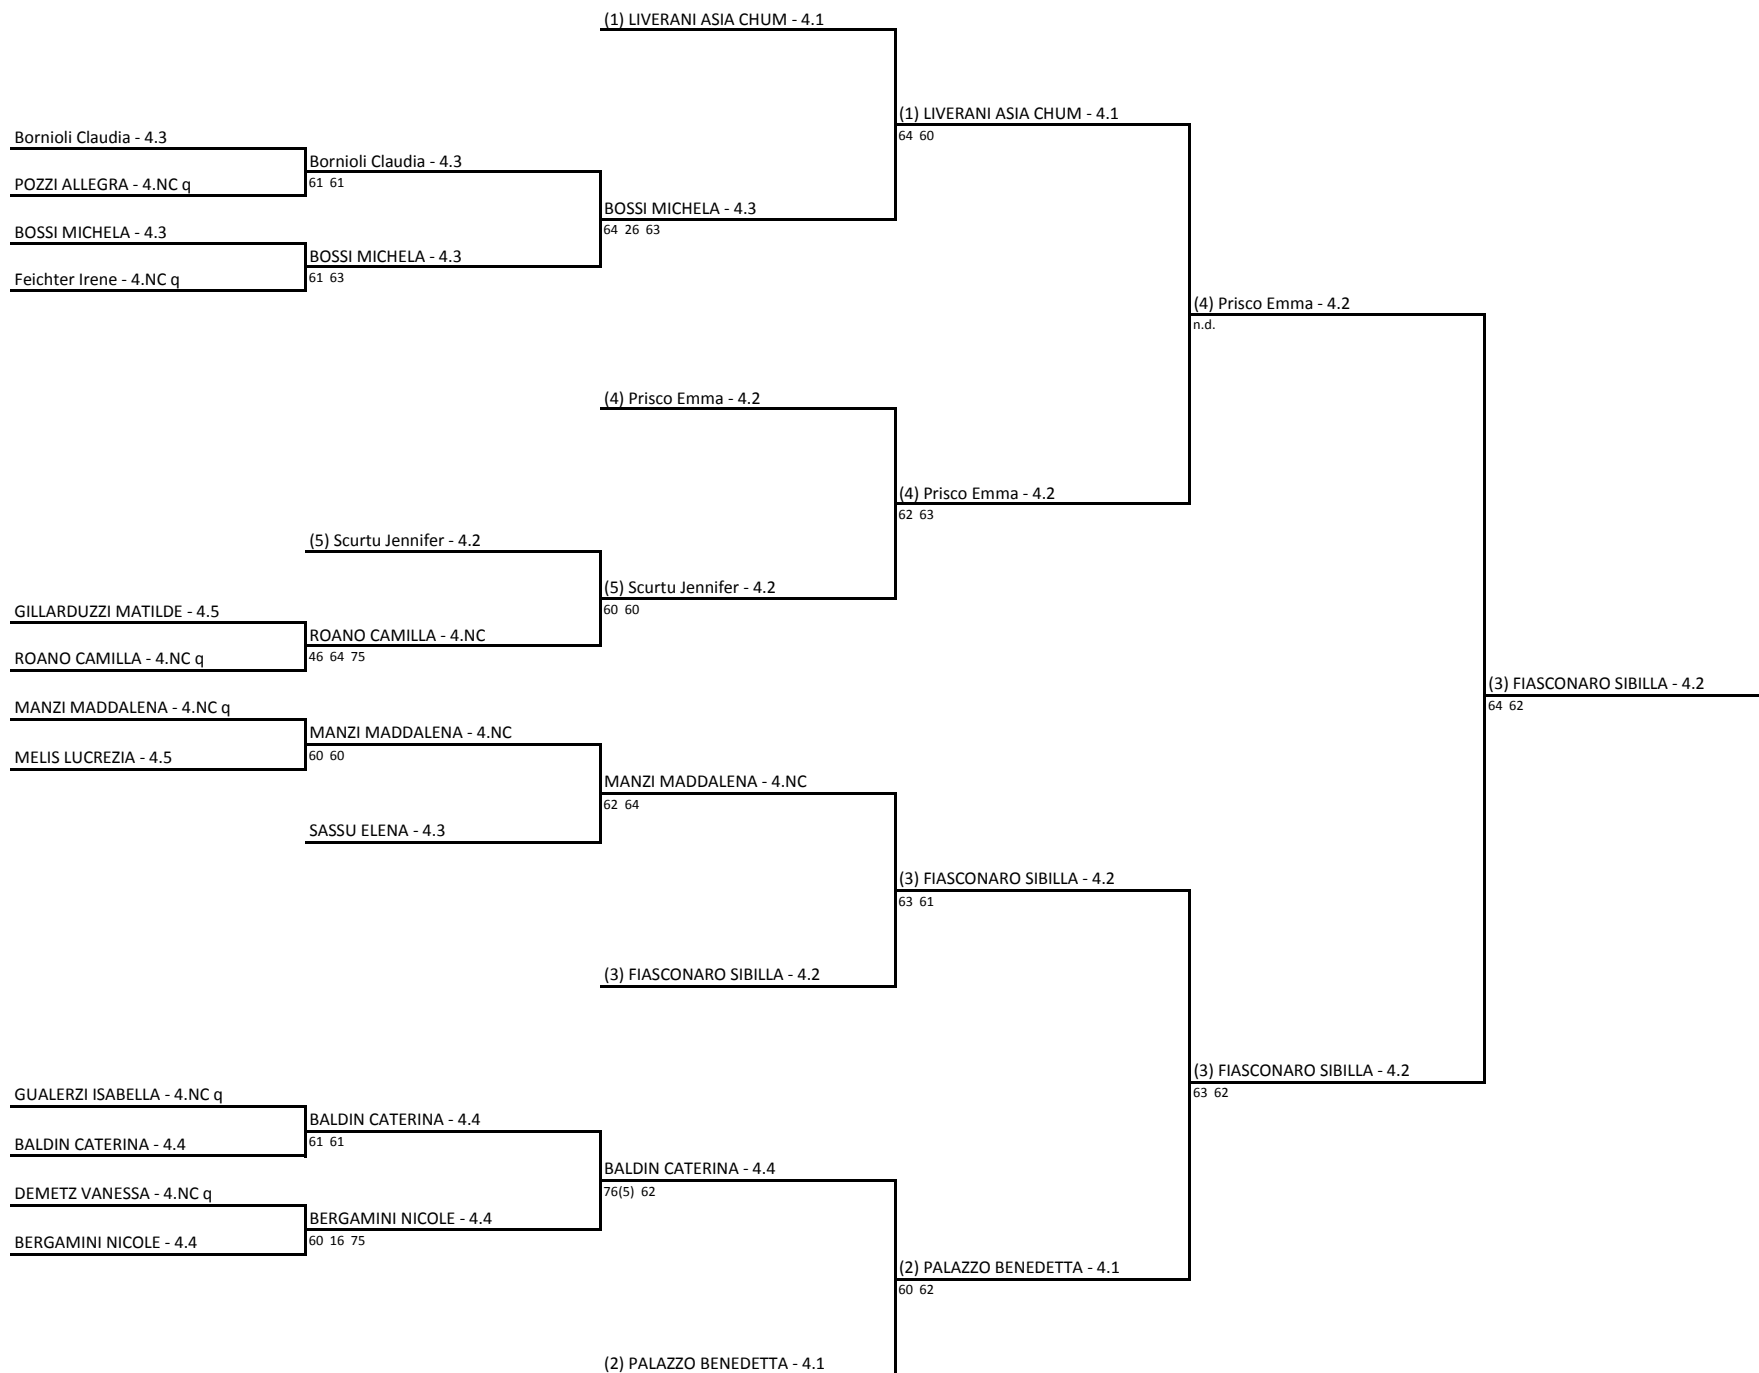 (1) LIVERANI ASIA CHUM - 4.1
(1) LIVERANI ASIA CHUM - 4.1
64 60
Bornioli Claudia - 4.3
Bornioli Claudia - 4.3
61 61
POZZI ALLEGRA - 4.NC q
BOSSI MICHELA - 4.3
64 26 63
BOSSI MICHELA - 4.3
BOSSI MICHELA - 4.3
61 63
Feichter Irene - 4.NC q
(4) Prisco Emma - 4.2
n.d.
(4) Prisco Emma - 4.2
(4) Prisco Emma - 4.2
62 63
(5) Scurtu Jennifer - 4.2
(5) Scurtu Jennifer - 4.2
60 60
GILLARDUZZI MATILDE - 4.5
ROANO CAMILLA - 4.NC
46 64 75
ROANO CAMILLA - 4.NC q
(3) FIASCONARO SIBILLA - 4.2
64 62
MANZI MADDALENA - 4.NC q
MANZI MADDALENA - 4.NC
60 60
MELIS LUCREZIA - 4.5
MANZI MADDALENA - 4.NC
62 64
SASSU ELENA - 4.3
(3) FIASCONARO SIBILLA - 4.2
63 61
(3) FIASCONARO SIBILLA - 4.2
(3) FIASCONARO SIBILLA - 4.2
63 62
GUALERZI ISABELLA - 4.NC q
BALDIN CATERINA - 4.4
61 61
BALDIN CATERINA - 4.4
BALDIN CATERINA - 4.4
76(5) 62
DEMETZ VANESSA - 4.NC q
BERGAMINI NICOLE - 4.4
60 16 75
BERGAMINI NICOLE - 4.4
(2) PALAZZO BENEDETTA - 4.1
60 62
(2) PALAZZO BENEDETTA - 4.1